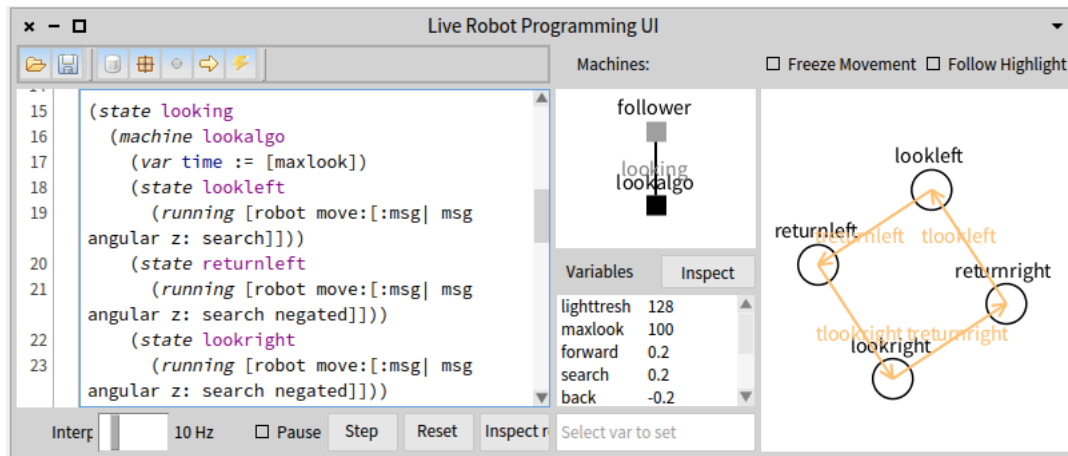 Live Robot Programming UI
Machines:
Freeze Movement
Follow Highlight
15 (state looking
16 (machine lookalgo
17 (var time := [maxlook])
18 (state lookleft
19 (running [robot move:[:msg| msg
angular z: search]]))
20 (state returnleft
21 (running [robot move:[:msg| msg
angular z: search negated]]))
22 (state lookright
23 (running [robot move:[:msg| msg
angular z: search negated]]))
follower
looking
lookalgo
Variables
Inspect
lighttresh 128
maxlook 100
forward 0.2
search 0.2
back -0.2
Select var to set
lookleft
returnleft
treturnleft
tlookleft
returnright
tlookright
treturnright
lookright
Interp
10 Hz
Pause
Step
Reset
Inspect r